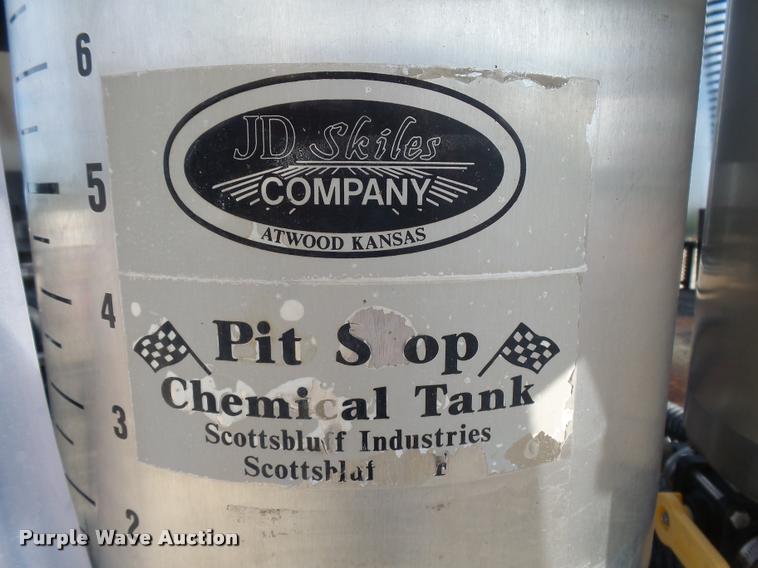 6
JD Skiles
COMPANY
ATWOOD KANSAS
5
4
Pit S op
Chemical Tank
3
Scottsbluff Industries
2
Purple Wave Auction